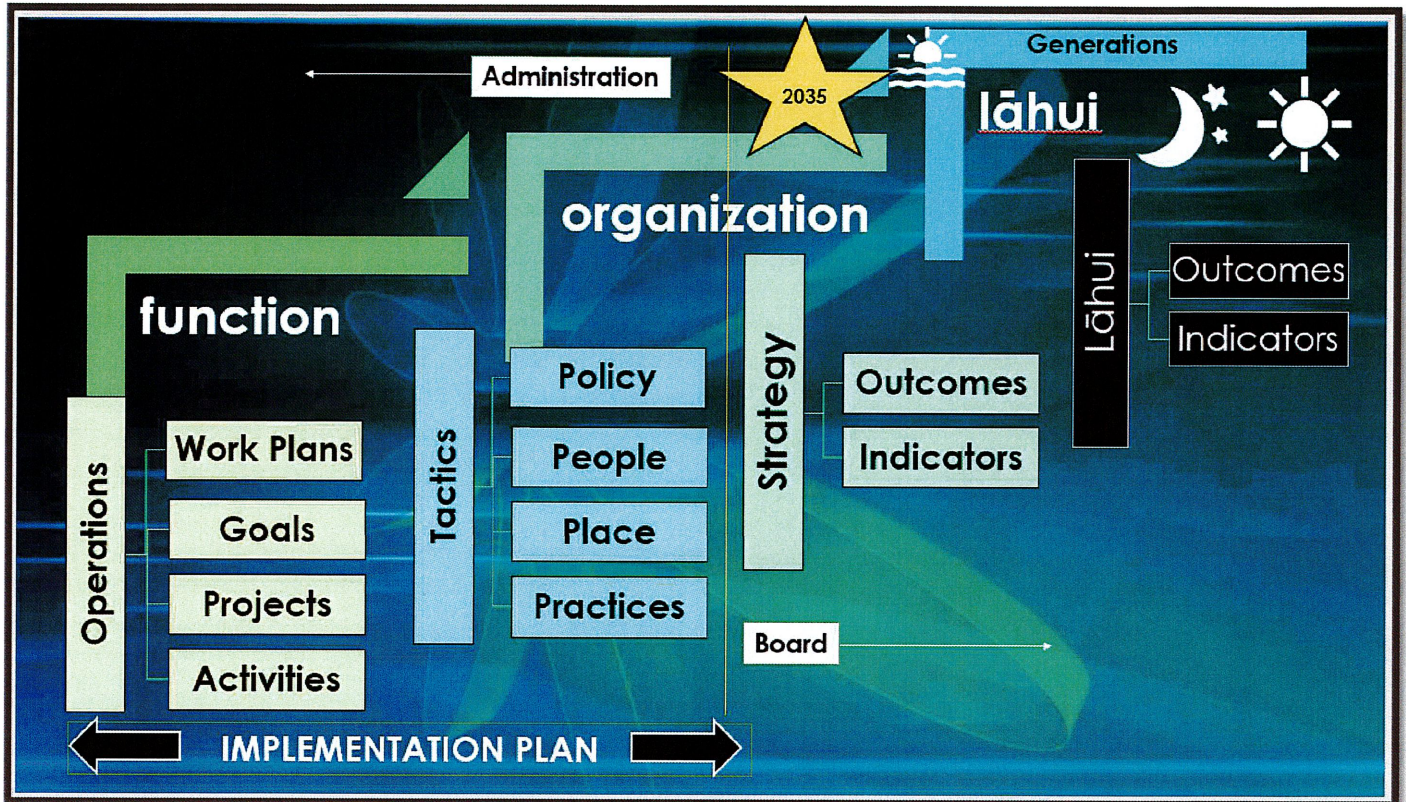 Generations
Administration
2035
lāhui
organization
function
Operations
Work Plans
Goals
Projects
Activities
Tactics
Policy
People
Place
Practices
Strategy
Outcomes
Indicators
Lāhui
Outcomes
Indicators
Board
IMPLEMENTATION PLAN